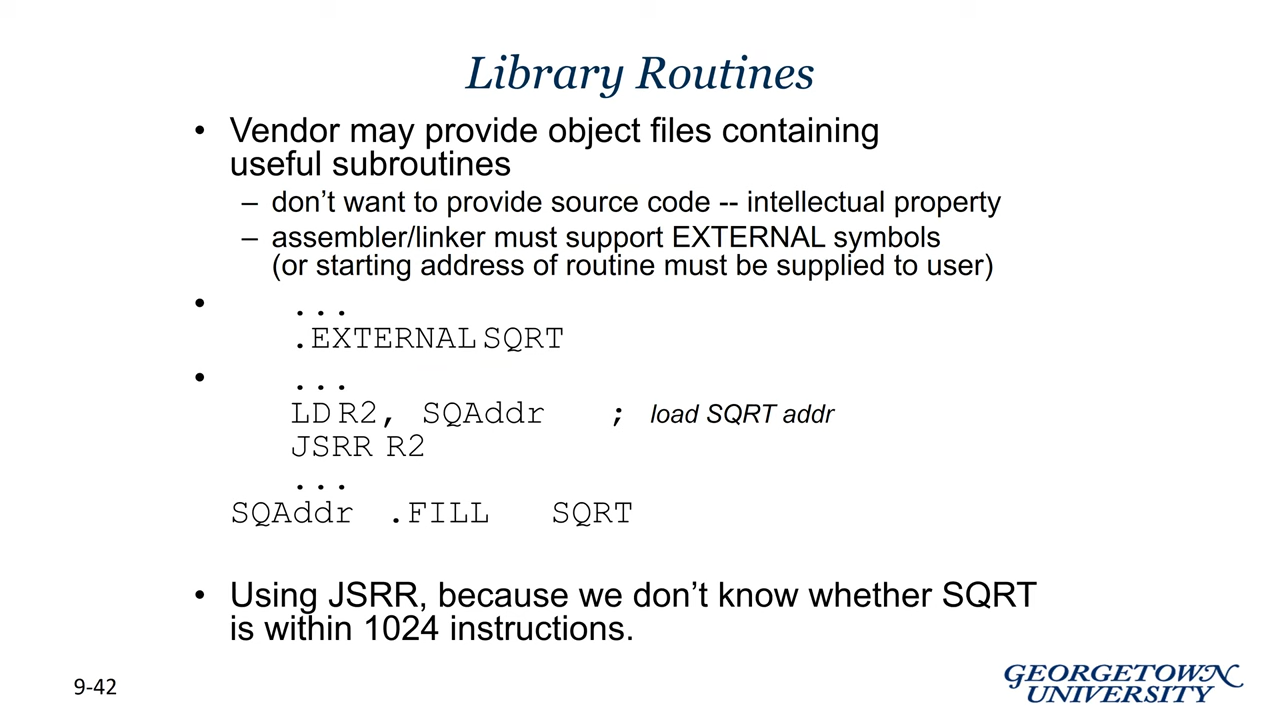 Library Routines
• Vendor may provide object files containing
useful subroutines
– don’t want to provide source code -- intellectual property
– assembler/linker must support EXTERNAL symbols
(or starting address of routine must be supplied to user)
• ...
.EXTERNAL SQRT
• ...
LD R2, SQAddr ; load SQRT addr
JSRR R2
...
SQAddr .FILL SQRT
• Using JSRR, because we don’t know whether SQRT
is within 1024 instructions.
9-42
GEORGETOWN
UNIVERSITY